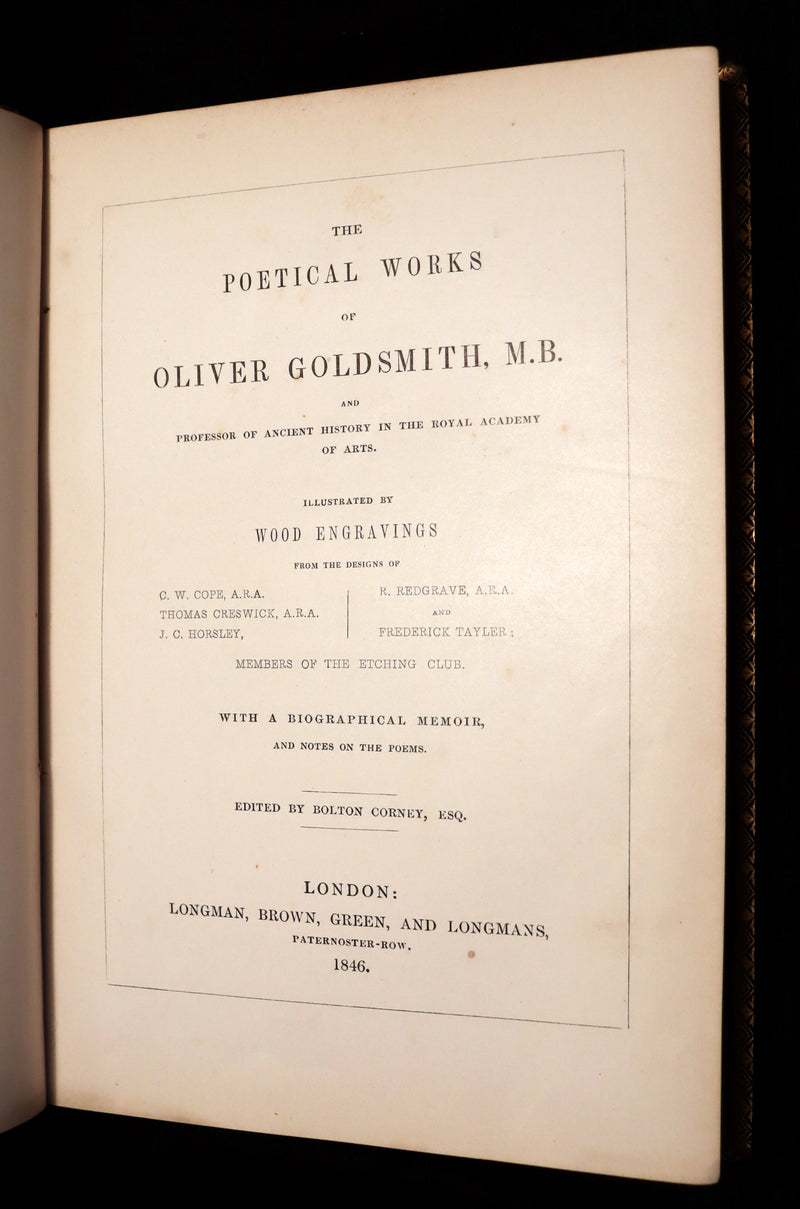 THE
POETICAL WORKS
OF
OLIVER GOLDSMITH, M.B.
AND
PROFESSOR OF ANCIENT HISTORY IN THE ROYAL ACADEMY
OF ARTS.
ILLUSTRATED BY
WOOD ENGRAVINGS
FROM THE DESIGNS OF
C. W. COPE, A.R.A.
THOMAS CRESWICK, A.R.A.
J. C. HORSLEY,
R. REDGRAVE, A.R.A.
AND
FREDERICK TAYLER;
MEMBERS OF THE ETCHING CLUB.
WITH A BIOGRAPHICAL MEMOIR,
AND NOTES ON THE POEMS.
EDITED BY BOLTON CORNEY, ESQ.
LONDON:
LONGMAN, BROWN, GREEN, AND LONGMANS,
PATERNOSTER-ROW.
1846.